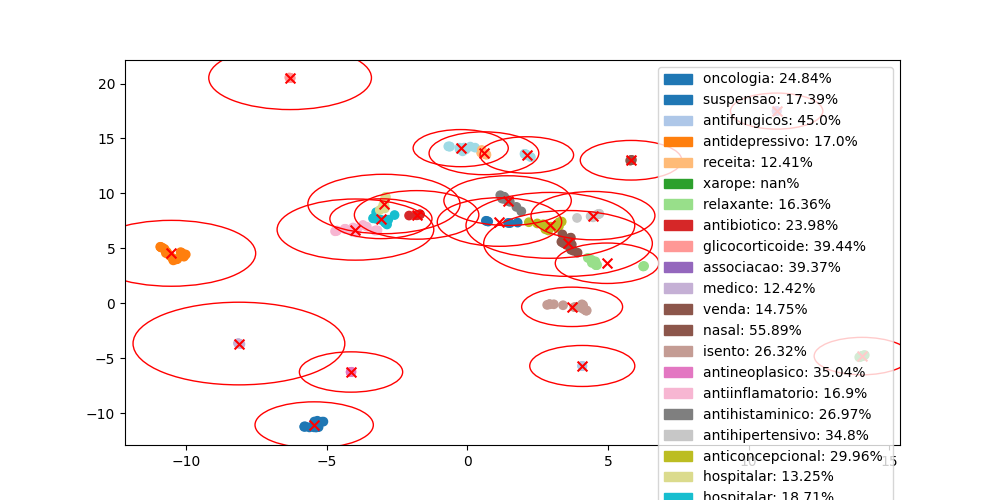 20
15
10
5
0
−5
−10
−10
−5
0
5
10
15
oncologia: 24.84%
suspensao: 17.39%
antifungicos: 45.0%
antidepressivo: 17.0%
receita: 12.41%
xarope: nan%
relaxante: 16.36%
antibiotico: 23.98%
glicocorticoide: 39.44%
associacao: 39.37%
medico: 12.42%
venda: 14.75%
nasal: 55.89%
isento: 26.32%
antineoplasico: 35.04%
antiinflamatorio: 16.9%
antihistaminico: 26.97%
antihipertensivo: 34.8%
anticoncepcional: 29.96%
hospitalar: 13.25%
hospitalar: 18.71%